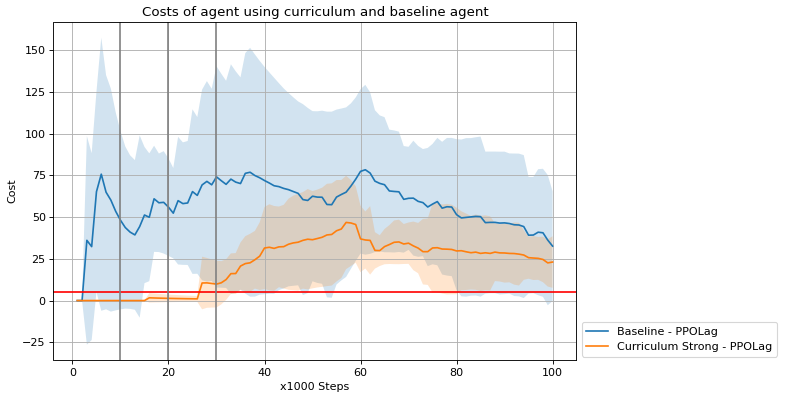 Costs of agent using curriculum and baseline agent
150
125
100
75
50
25
0
−25
Cost
0 20 40 60 80 100
x1000 Steps
Baseline - PPOLag
Curriculum Strong - PPOLag